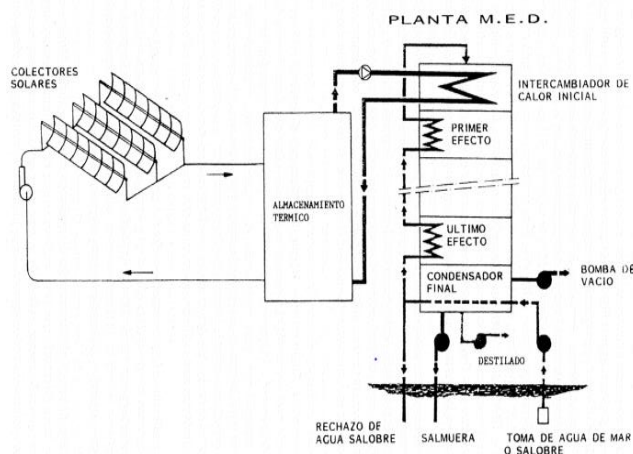 PLANTA M.E.D.
COLECTORES
SOLARES
INTERCAMBIADOR DE
CALOR INICIAL
PRIMER
EFECTO
ALMACENAMIENTO
TERMICO
ULTIMO
EFECTO
CONDENSADOR
FINAL
BOMBA DE
VACIO
DESTILADO
RECHAZO DE
AGUA SALOBRE
SALMUERA
TOMA DE AGUA DE MAR
O SALOBRE